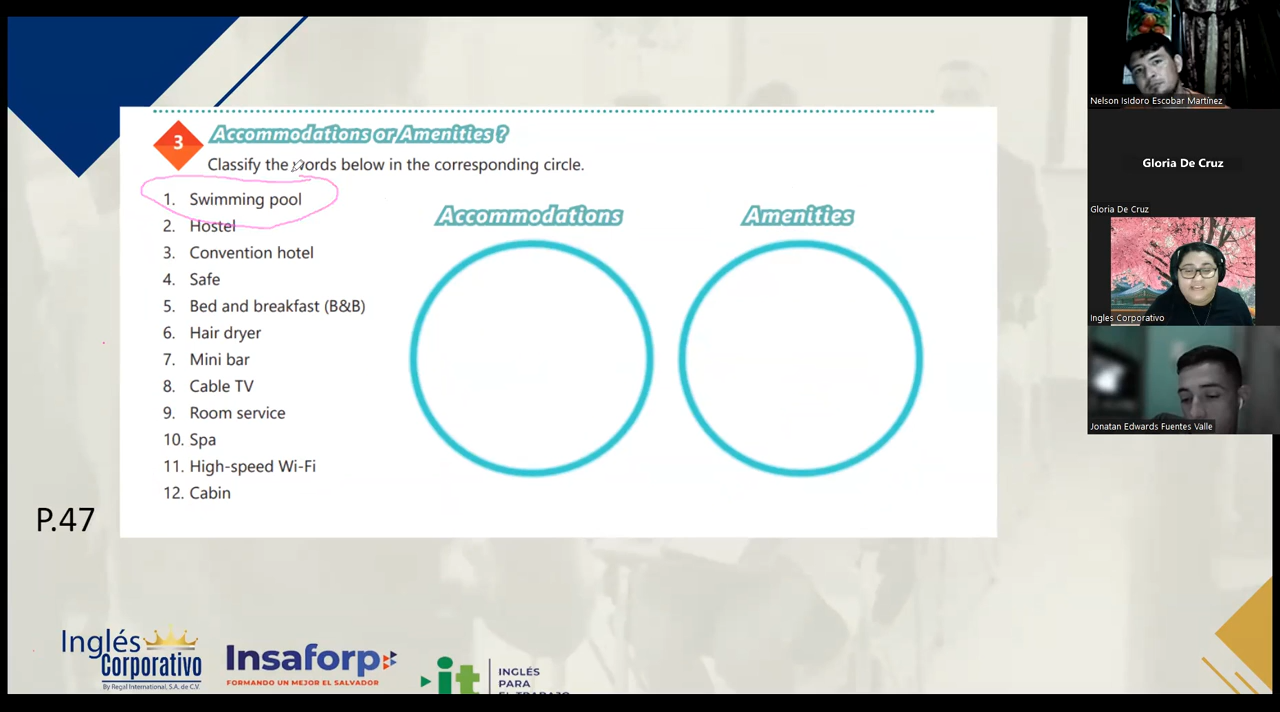 3
Accommodations or Amenities ?
Classify the words below in the corresponding circle.
1. Swimming pool
2. Hostel
3. Convention hotel
4. Safe
5. Bed and breakfast (B&B)
6. Hair dryer
7. Mini bar
8. Cable TV
9. Room service
10. Spa
11. High-speed Wi-Fi
12. Cabin
Accommodations
Amenities
P.47
Inglés
Corporativo
By Regal International, S.A. de C.V.
Insaforp
FORMANDO UN MEJOR EL SALVADOR
it
INGLÉS
PARA
EL TRABAJO
Nelson Isidoro Escobar Martínez
Gloria De Cruz
Gloria De Cruz
Ingles Corporativo
Jonatan Edwards Fuentes Valle